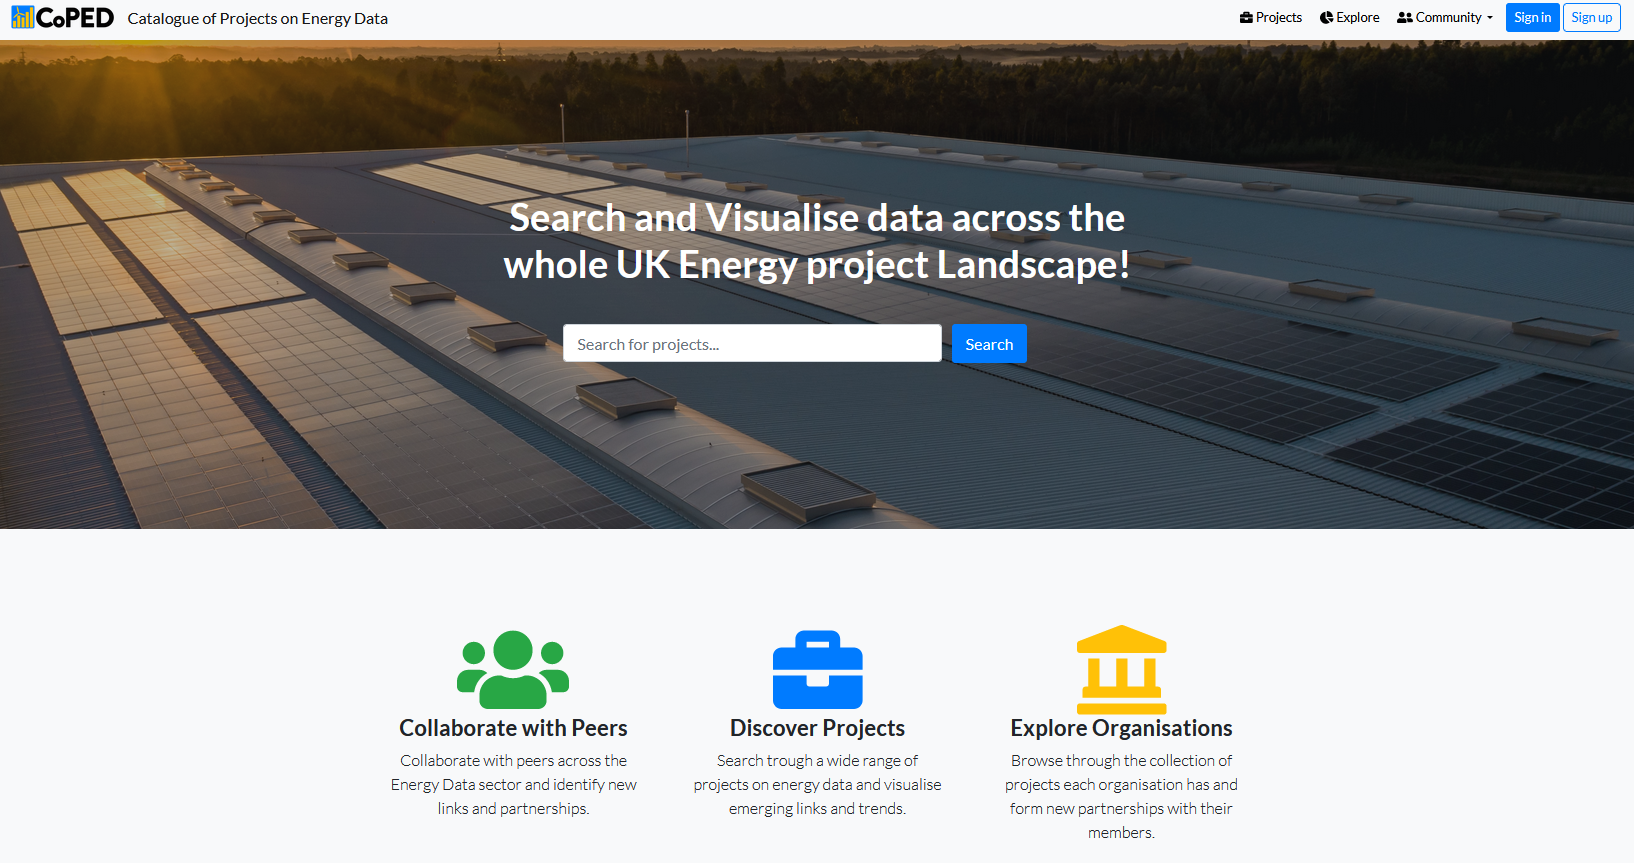 CoPED Catalogue of Projects on Energy Data Projects Explore Community Sign in Sign up
Search and Visualise data across the
whole UK Energy project Landscape!
Search for projects... Search
Collaborate with Peers
Collaborate with peers across the
Energy Data sector and identify new
links and partnerships.
Discover Projects
Search trough a wide range of
projects on energy data and visualise
emerging links and trends.
Explore Organisations
Browse through the collection of
projects each organisation has and
form new partnerships with their
members.